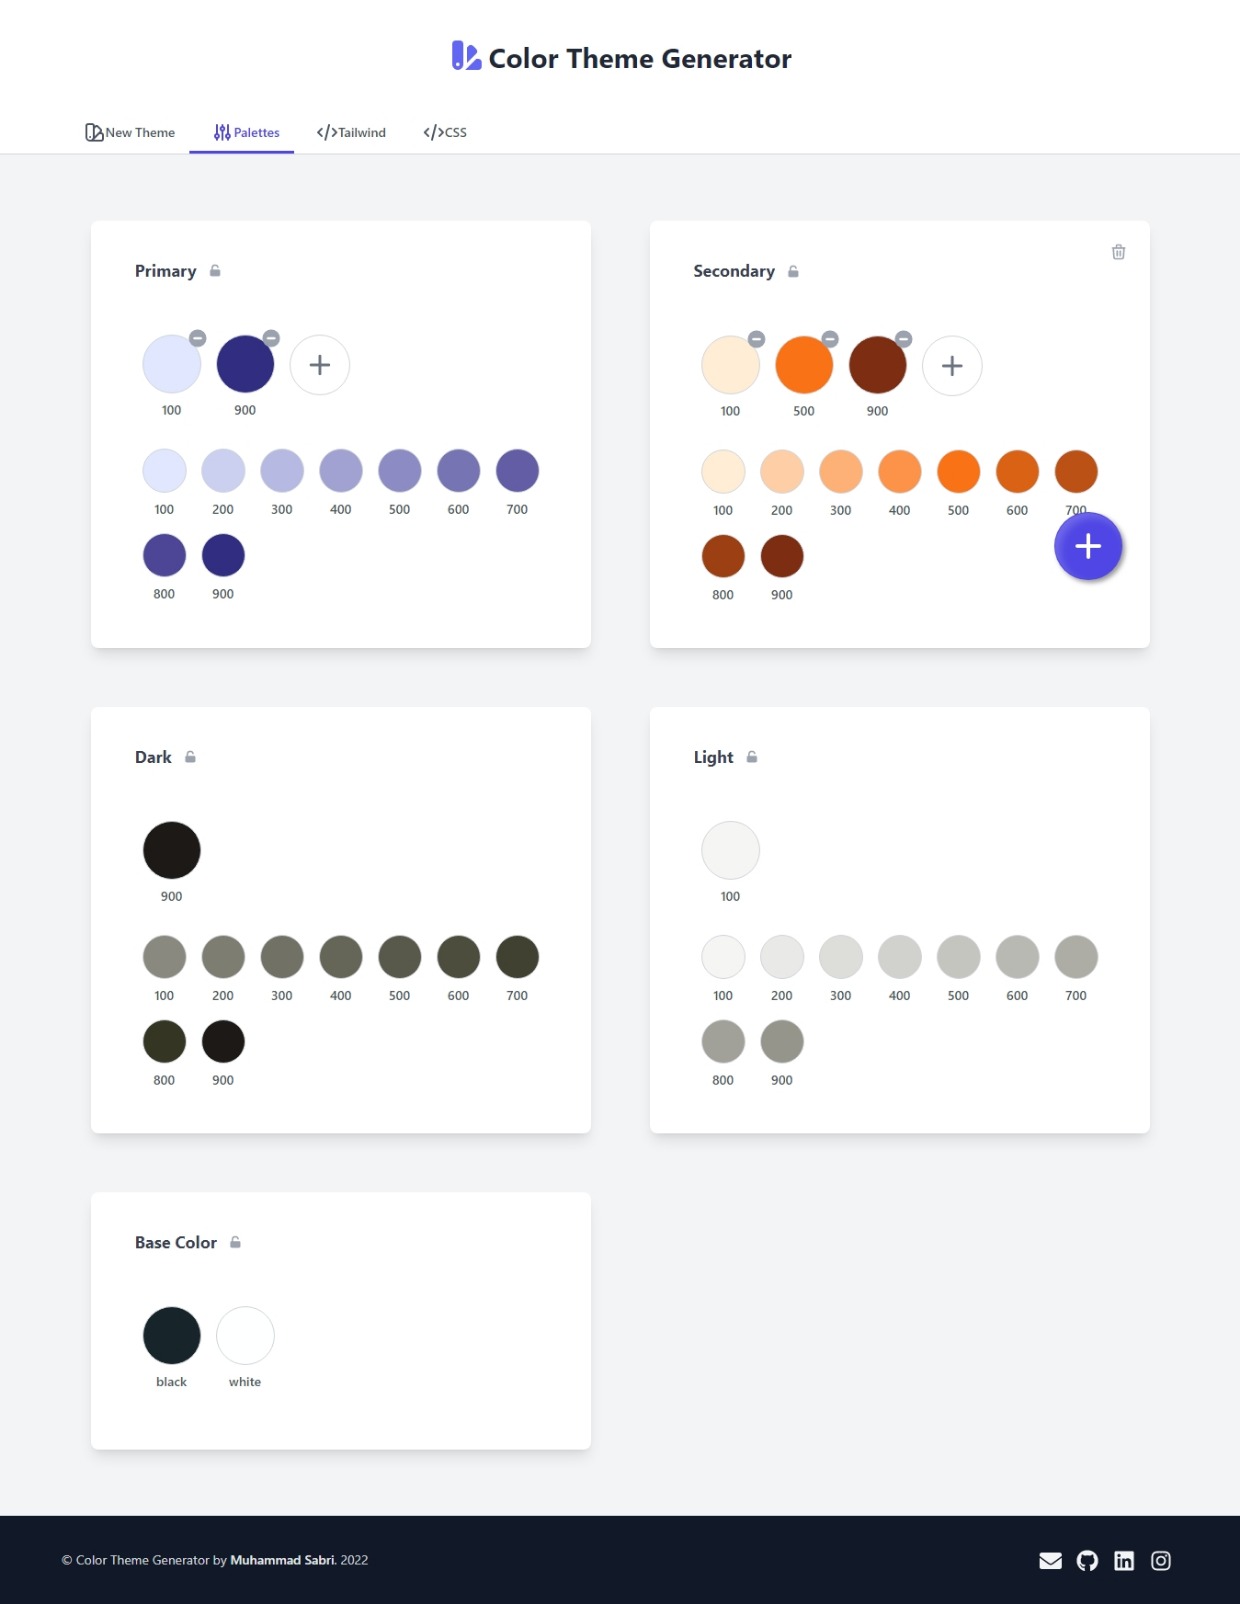 Color Theme Generator
New Theme Palettes </>Tailwind </>CSS
Primary
100 900
100 200 300 400 500 600 700
800 900
Secondary
100 500 900
100 200 300 400 500 600 700
800 900
Dark
900
100 200 300 400 500 600 700
800 900
Light
100
100 200 300 400 500 600 700
800 900
Base Color
black white
© Color Theme Generator by Muhammad Sabri. 2022